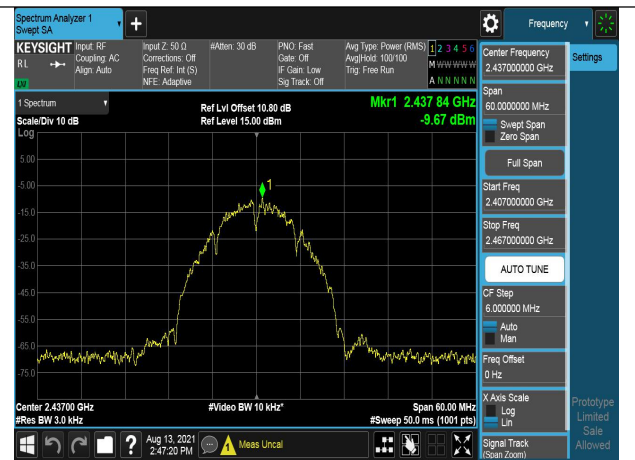 Spectrum Analyzer 1
Swept SA
+
Frequency
KEYSIGHT
RL
Input: RF
Coupling: AC
Align: Auto
Input Z: 50 Ω
Corrections: Off
Freq Ref: Int (S)
NFE: Adaptive
#Atten: 30 dB
PNO: Fast
Gate: Off
IF Gain: Low
Sig Track: Off
Avg Type: Power (RMS)
Avg|Hold: 100/100
Trig: Free Run
1 2 3 4 5 6
M W W W W W
A N N N N N
LXI
1 Spectrum
Scale/Div 10 dB
Log
Ref Lvl Offset 10.80 dB
Ref Level 15.00 dBm
Mkr1 2.437 84 GHz
-9.67 dBm
1
5.00
-5.00
-15.0
-25.0
-35.0
-45.0
-55.0
-65.0
-75.0
Center 2.43700 GHz
#Res BW 3.0 kHz
#Video BW 10 kHz*
Span 60.00 MHz
#Sweep 50.0 ms (1001 pts)
Center Frequency
2.437000000 GHz
Settings
Span
60.0000000 MHz
Swept Span
Zero Span
Full Span
Start Freq
2.407000000 GHz
Stop Freq
2.467000000 GHz
AUTO TUNE
CF Step
6.000000 MHz
Auto
Man
Freq Offset
0 Hz
X Axis Scale
Log
Lin
Signal Track
(Span Zoom)
Prototype
Limited
Sale
Allowed
?
Aug 13, 2021
2:47:20 PM
Meas Uncal